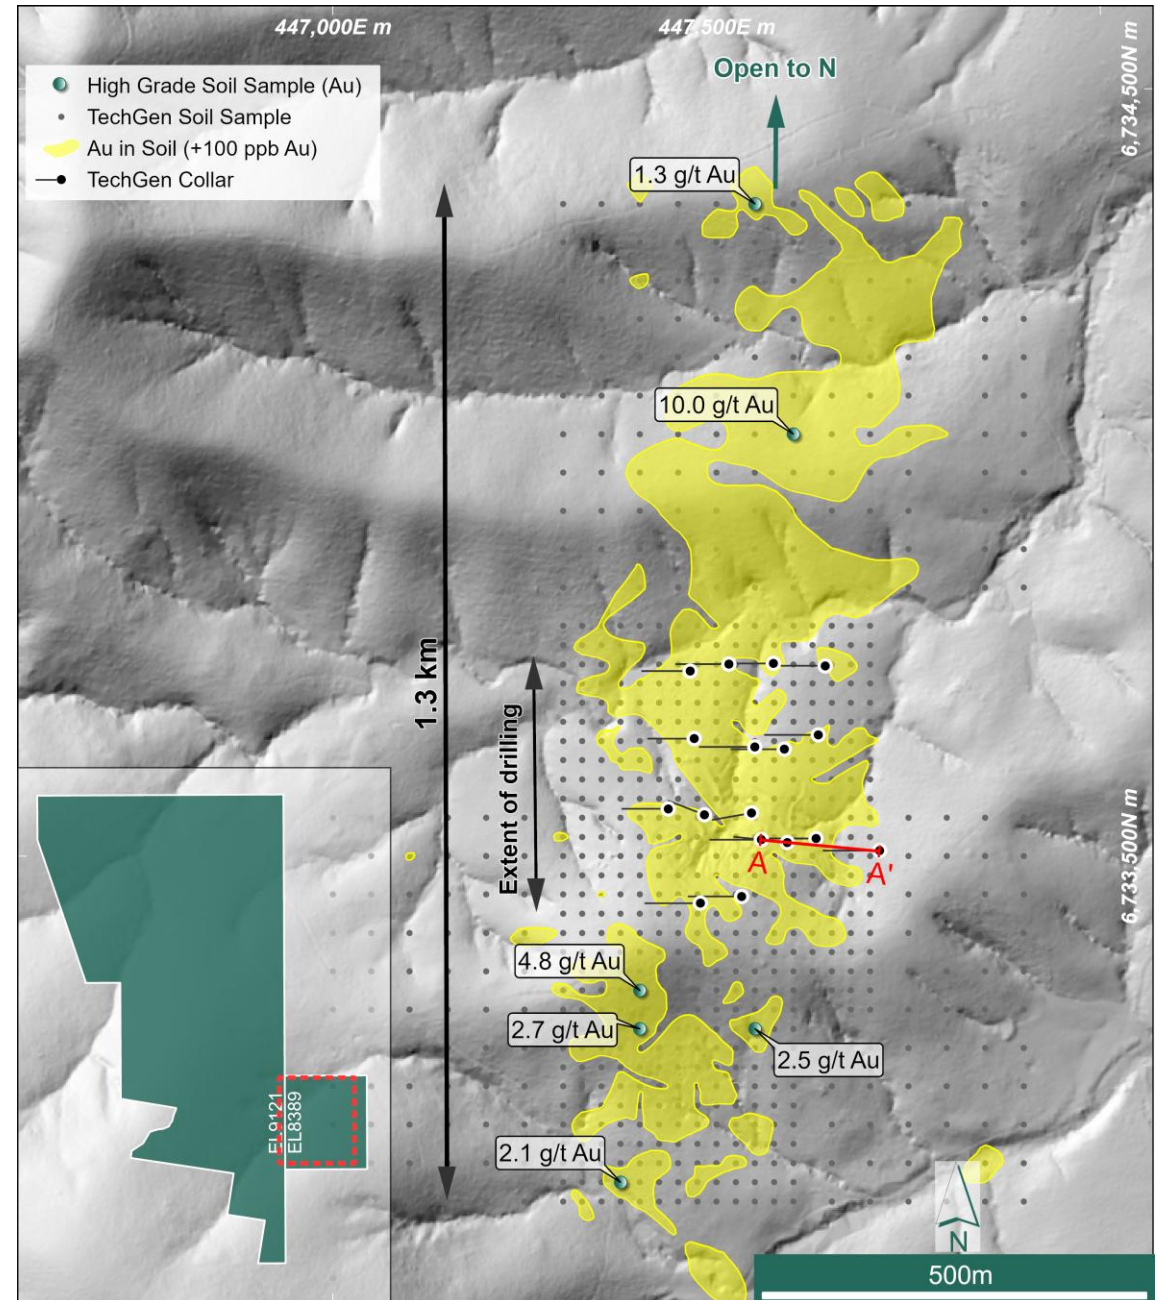 447,000E m
447,500E m
Open to N
6,734,500N m
High Grade Soil Sample (Au)
TechGen Soil Sample
Au in Soil (+100 ppb Au)
TechGen Collar
1.3 g/t Au
10.0 g/t Au
1.3 km
Extent of drilling
A
A'
6,733,500N m
4.8 g/t Au
2.7 g/t Au
2.5 g/t Au
2.1 g/t Au
EL9121
EL8389
N
500m